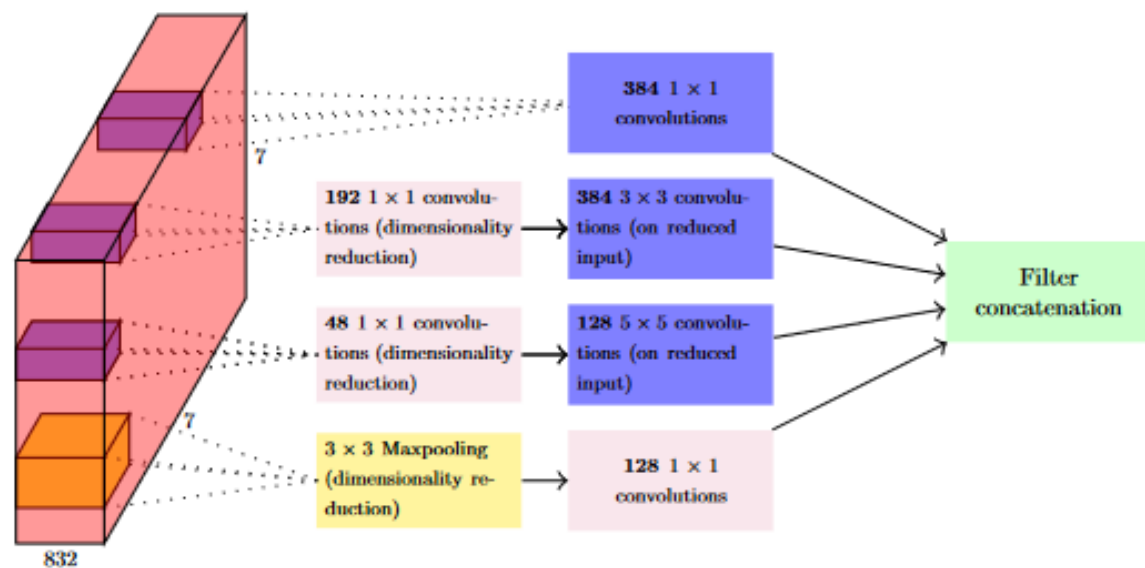 384 1 × 1
convolutions
7
192 1 × 1 convolu-
tions (dimensionality
reduction)
384 3 × 3 convolu-
tions (on reduced
input)
Filter
concatenation
48 1 × 1 convolu-
tions (dimensionality
reduction)
128 5 × 5 convolu-
tions (on reduced
input)
7
3 × 3 Maxpooling
(dimensionality re-
duction)
128 1 × 1
convolutions
832